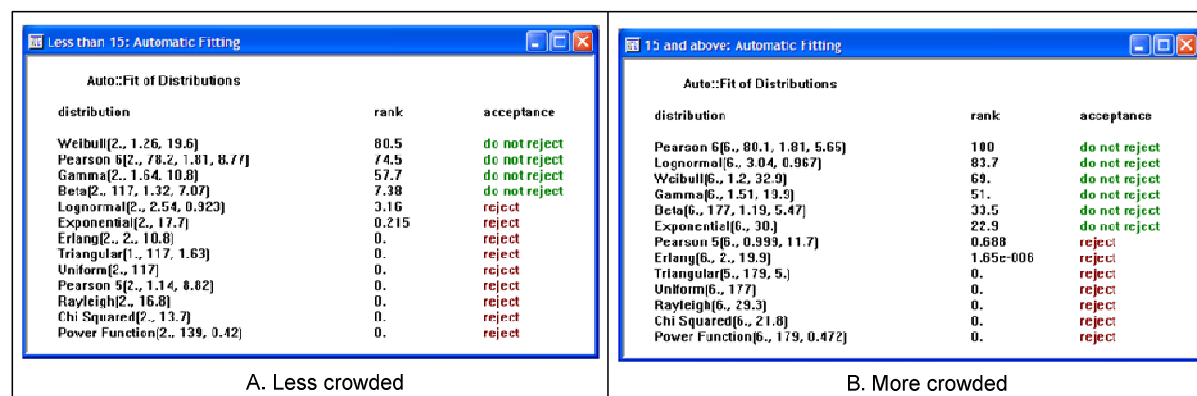 Less than 15: Automatic Fitting
Auto::Fit of Distributions
distribution rank acceptance
Weibull(2., 1.26, 19.6) 80.5 do not reject
Pearson 6(2., 78.2, 1.81, 8.77) 74.5 do not reject
Gamma(2., 1.64, 10.8) 57.7 do not reject
Beta(2., 117, 1.32, 7.07) 7.38 do not reject
Lognormal(2., 2.54, 0.923) 3.16 reject
Exponential(2., 17.7) 0.215 reject
Erlang(2., 2., 10.8) 0. reject
Triangular(1., 117, 1.63) 0. reject
Uniform(2., 117) 0. reject
Pearson 5(2., 1.14, 8.82) 0. reject
Rayleigh(2., 16.8) 0. reject
Chi Squared(2., 13.7) 0. reject
Power Function(2., 139, 0.42) 0. reject
A. Less crowded
15 and above: Automatic Fitting
Auto::Fit of Distributions
distribution rank acceptance
Pearson 6(6., 80.1, 1.81, 5.65) 100 do not reject
Lognormal(6., 3.04, 0.967) 83.7 do not reject
Weibull(6., 1.2, 32.9) 69. do not reject
Gamma(6., 1.51, 19.9) 51. do not reject
Beta(6., 177, 1.19, 5.47) 33.5 do not reject
Exponential(6., 30.) 22.9 do not reject
Pearson 5(6., 0.999, 11.7) 0.688 reject
Erlang(6., 2., 19.9) 1.65e-006 reject
Triangular(5., 179, 5.) 0. reject
Uniform(6., 177) 0. reject
Rayleigh(6., 29.3) 0. reject
Chi Squared(6., 21.8) 0. reject
Power Function(6., 179, 0.472) 0. reject
B. More crowded